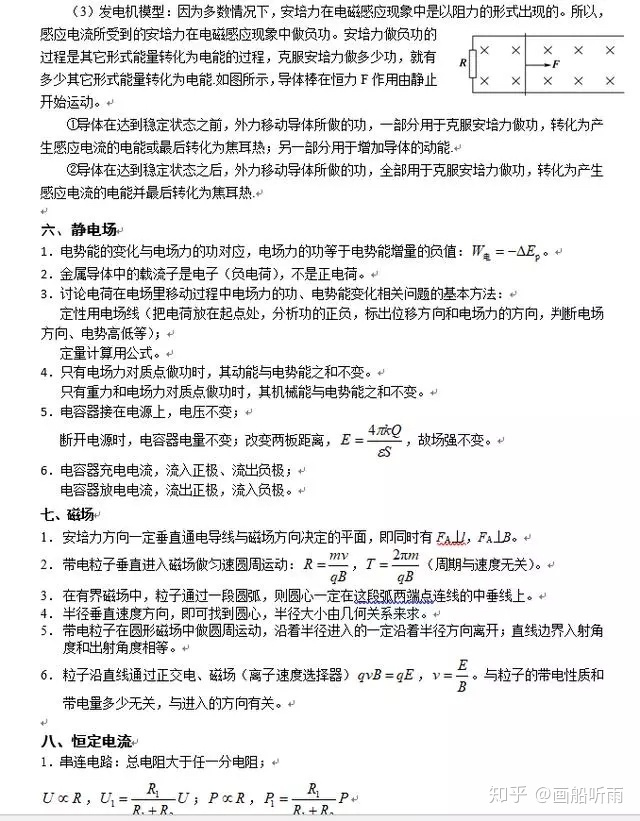 （3）发电机模型：因为多数情况下，安培力在电磁感应现象中是以阻力的形式出现的。所以，
感应电流所受到的安培力在电磁感应现象中做负功。安培力做负功的
过程是其它形式能量转化为电能的过程，克服安培力做多少功，就有
多少其它形式能量转化为电能.如图所示，导体棒在恒力 F 作用由静止
开始运动。
R
F
①导体在达到稳定状态之前，外力移动导体所做的功，一部分用于克服安培力做功，转化为产
生感应电流的电能或最后转化为焦耳热；另一部分用于增加导体的动能.
②导体在达到稳定状态之后，外力移动导体所做的功，全部用于克服安培力做功，转化为产生
感应电流的电能并最后转化为焦耳热.
六、静电场
1．电势能的变化与电场力的功对应，电场力的功等于电势能增量的负值：W电 = −ΔEp。
2．金属导体中的载流子是电子（负电荷），不是正电荷。
3．讨论电荷在电场里移动过程中电场力的功、电势能变化相关问题的基本方法：
定性用电场线（把电荷放在起点处，分析功的正负，标出位移方向和电场力的方向，判断电场
方向、电势高低等）；
定量计算用公式。
4．只有电场力对质点做功时，其动能与电势能之和不变。
只有重力和电场力对质点做功时，其机械能与电势能之和不变。
5．电容器接在电源上，电压不变；
断开电源时，电容器电量不变；改变两板距离，E = 4πkQ/εS，故场强不变。
6．电容器充电电流，流入正极、流出负极；
电容器放电电流，流出正极，流入负极。
七、磁场
1．安培力方向一定垂直通电导线与磁场方向决定的平面，即同时有 FA⊥I，FA⊥B。
2．带电粒子垂直进入磁场做匀速圆周运动：R = mv/qB，T = 2πm/qB（周期与速度无关）。
3．在有界磁场中，粒子通过一段圆弧，则圆心一定在这段弧两端点连线的中垂线上。
4．半径垂直速度方向，即可找到圆心，半径大小由几何关系来求。
5．带电粒子在圆形磁场中做圆周运动，沿着半径进入的一定沿着半径方向离开；直线边界入射角
度和出射角度相等。
6．粒子沿直线通过正交电、磁场（离子速度选择器）qvB = qE，v = E/B。与粒子的带电性质和
带电量多少无关，与进入的方向有关。
八、恒定电流
1．串连电路：总电阻大于任一分电阻；
U ∝ R，U1 = R1/(R1 + R2) U；P ∝ R，P1 = R1/(R1 + R2) P
知乎 @画船听雨